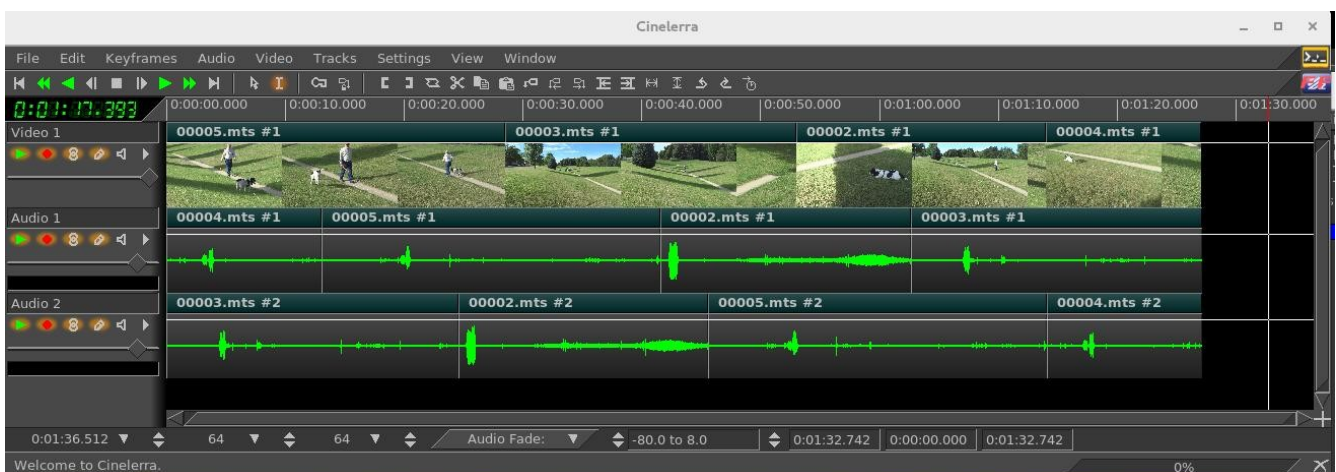 Cinelerra
File Edit Keyframes Audio Video Tracks Settings View Window
0:01:17.393 0:00:00.000 0:00:10.000 0:00:20.000 0:00:30.000 0:00:40.000 0:00:50.000 0:01:00.000 0:01:10.000 0:01:20.000 0:01:30.000
Video 1 00005.mts #1 00003.mts #1 00002.mts #1 00004.mts #1
Audio 1 00004.mts #1 00005.mts #1 00002.mts #1 00003.mts #1
Audio 2 00003.mts #2 00002.mts #2 00005.mts #2 00004.mts #2
0:01:36.512 64 64 Audio Fade: -80.0 to 8.0 0:01:32.742 0:00:00.000 0:01:32.742
Welcome to Cinelerra. 0%